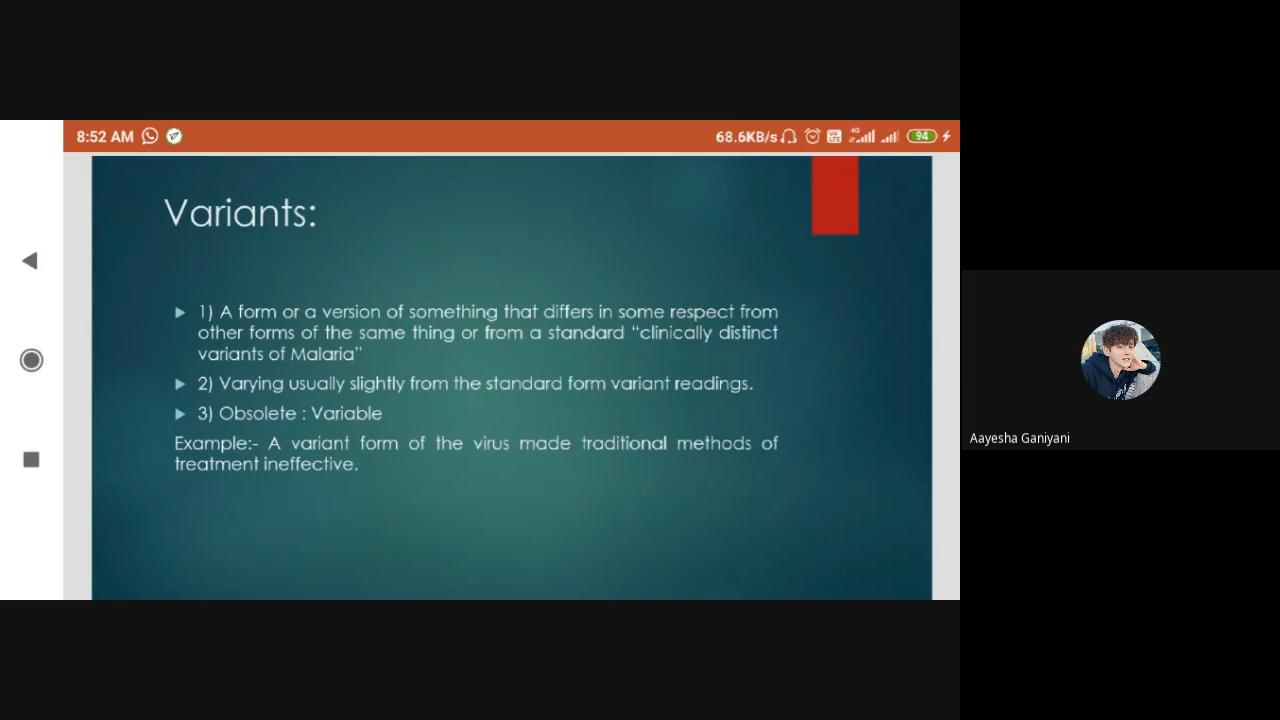 8:52 AM 68.6KB/s 4G 94
Variants:
1) A form or a version of something that differs in some respect from
other forms of the same thing or from a standard “clinically distinct
variants of Malaria”
2) Varying usually slightly from the standard form variant readings.
3) Obsolete : Variable
Example:- A variant form of the virus made traditional methods of
treatment ineffective.
Aayesha Ganiyani